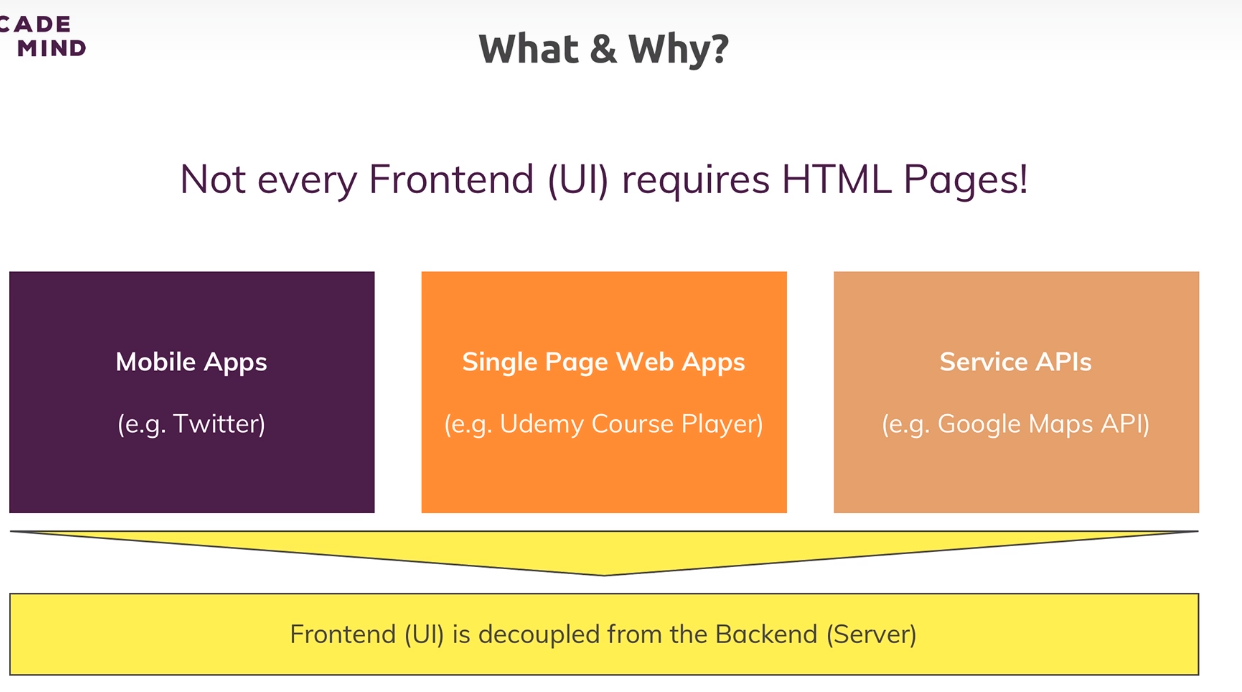 CADE
MIND
What & Why?
Not every Frontend (UI) requires HTML Pages!
Mobile Apps
(e.g. Twitter)
Single Page Web Apps
(e.g. Udemy Course Player)
Service APIs
(e.g. Google Maps API)
Frontend (UI) is decoupled from the Backend (Server)